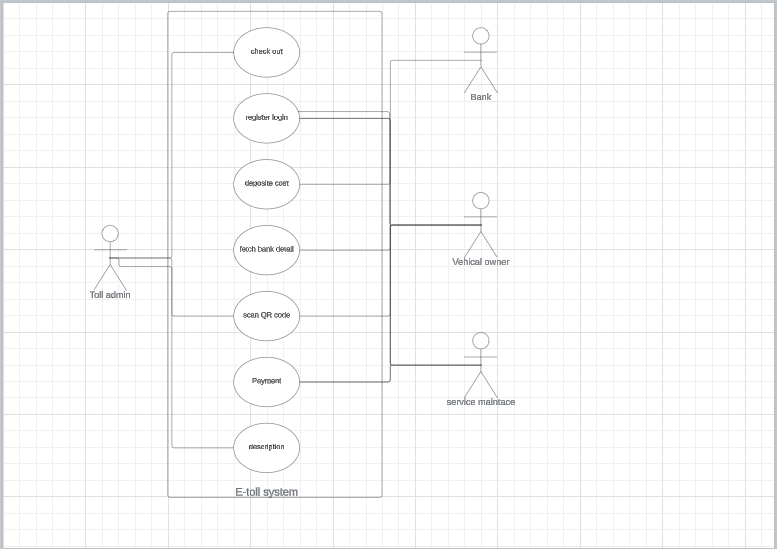 check out
Bank
register login
deposite cost
Vehical owner
fetch bank detail
Toll admin
scan QR code
Payment
service maintace
description
E-toll system